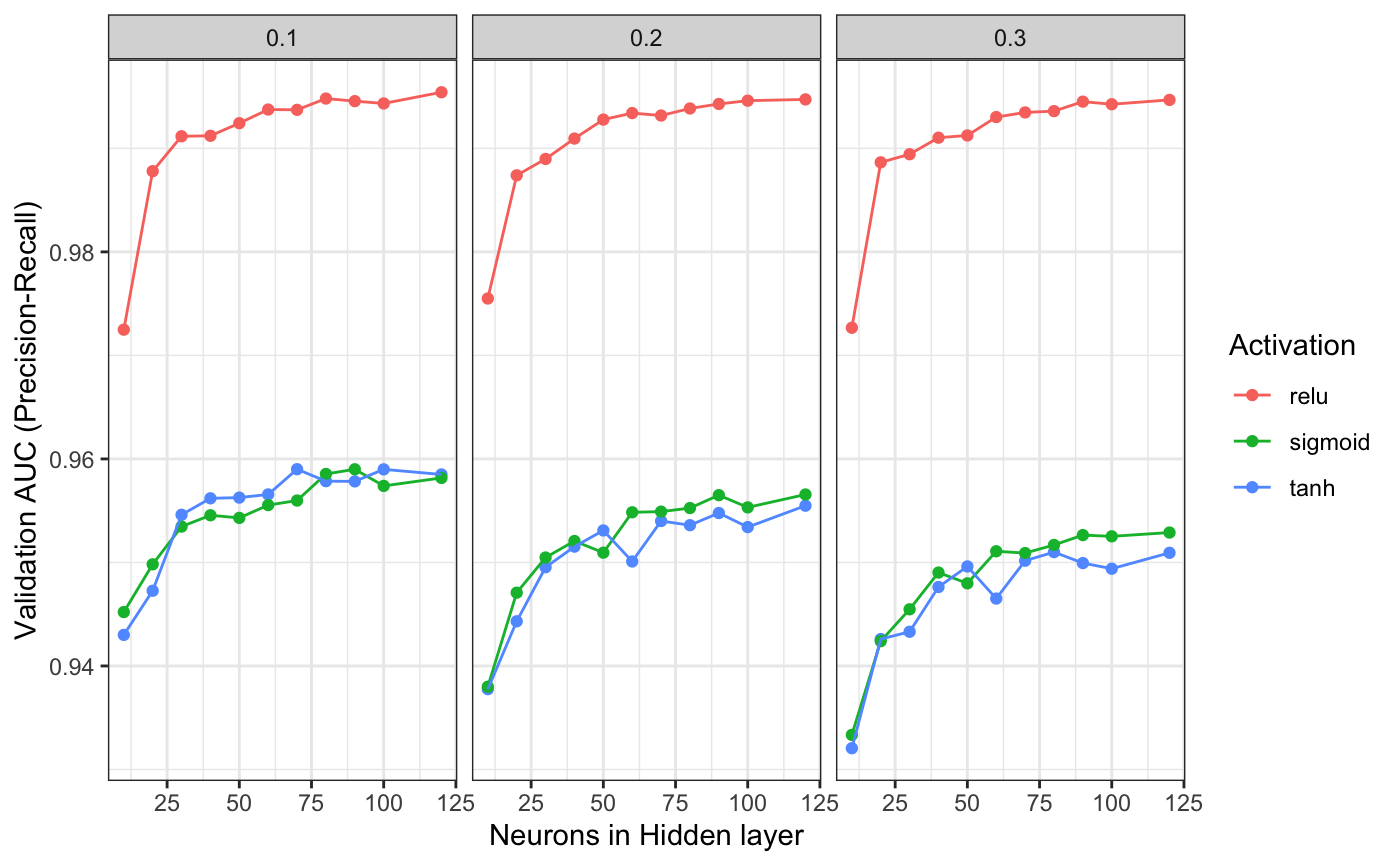 0.1 0.2 0.3
Validation AUC (Precision-Recall)
0.98
0.96
0.94
25 50 75 100 125 25 50 75 100 125 25 50 75 100 125
Neurons in Hidden layer
Activation
relu
sigmoid
tanh